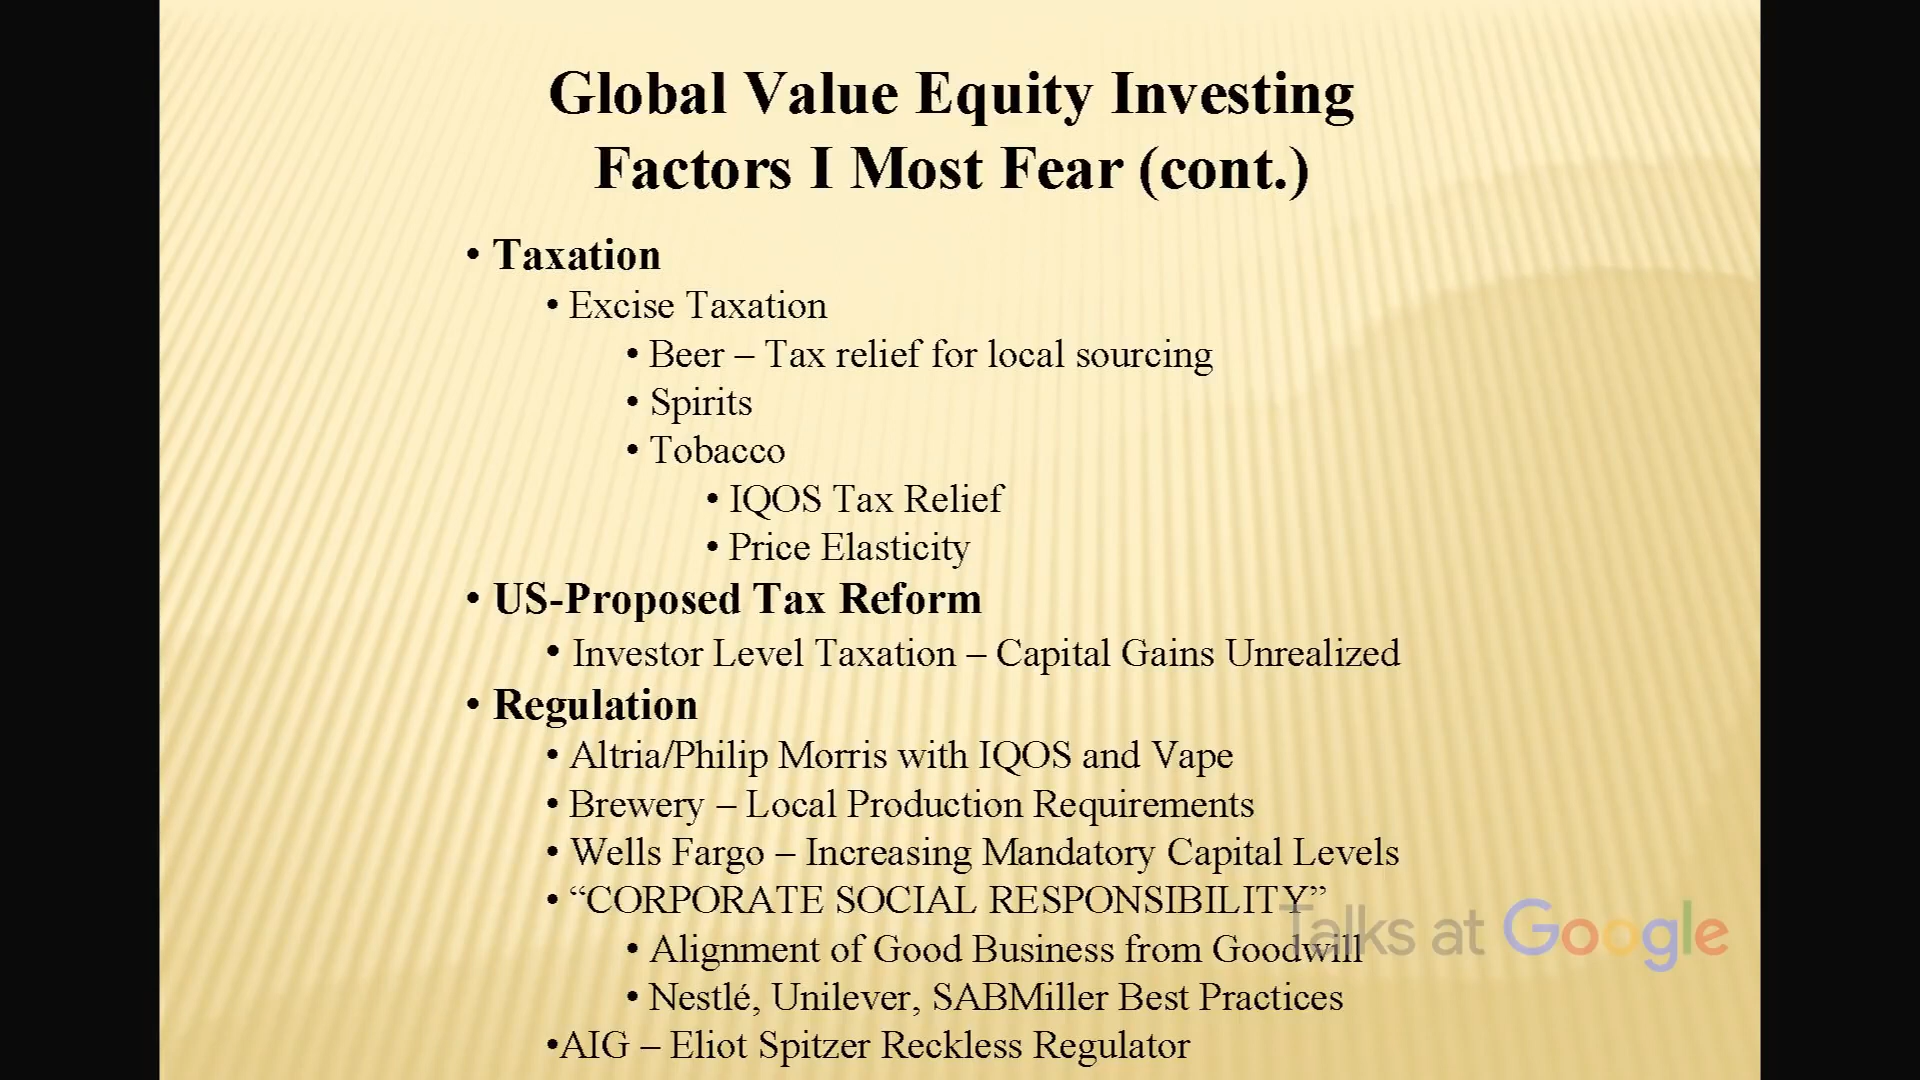 Global Value Equity Investing
Factors I Most Fear (cont.)
• Taxation
• Excise Taxation
• Beer – Tax relief for local sourcing
• Spirits
• Tobacco
• IQOS Tax Relief
• Price Elasticity
• US-Proposed Tax Reform
• Investor Level Taxation – Capital Gains Unrealized
• Regulation
• Altria/Philip Morris with IQOS and Vape
• Brewery – Local Production Requirements
• Wells Fargo – Increasing Mandatory Capital Levels
• “CORPORATE SOCIAL RESPONSIBILITY”
Talks at Google
• Alignment of Good Business from Goodwill
• Nestlé, Unilever, SABMiller Best Practices
•AIG – Eliot Spitzer Reckless Regulator